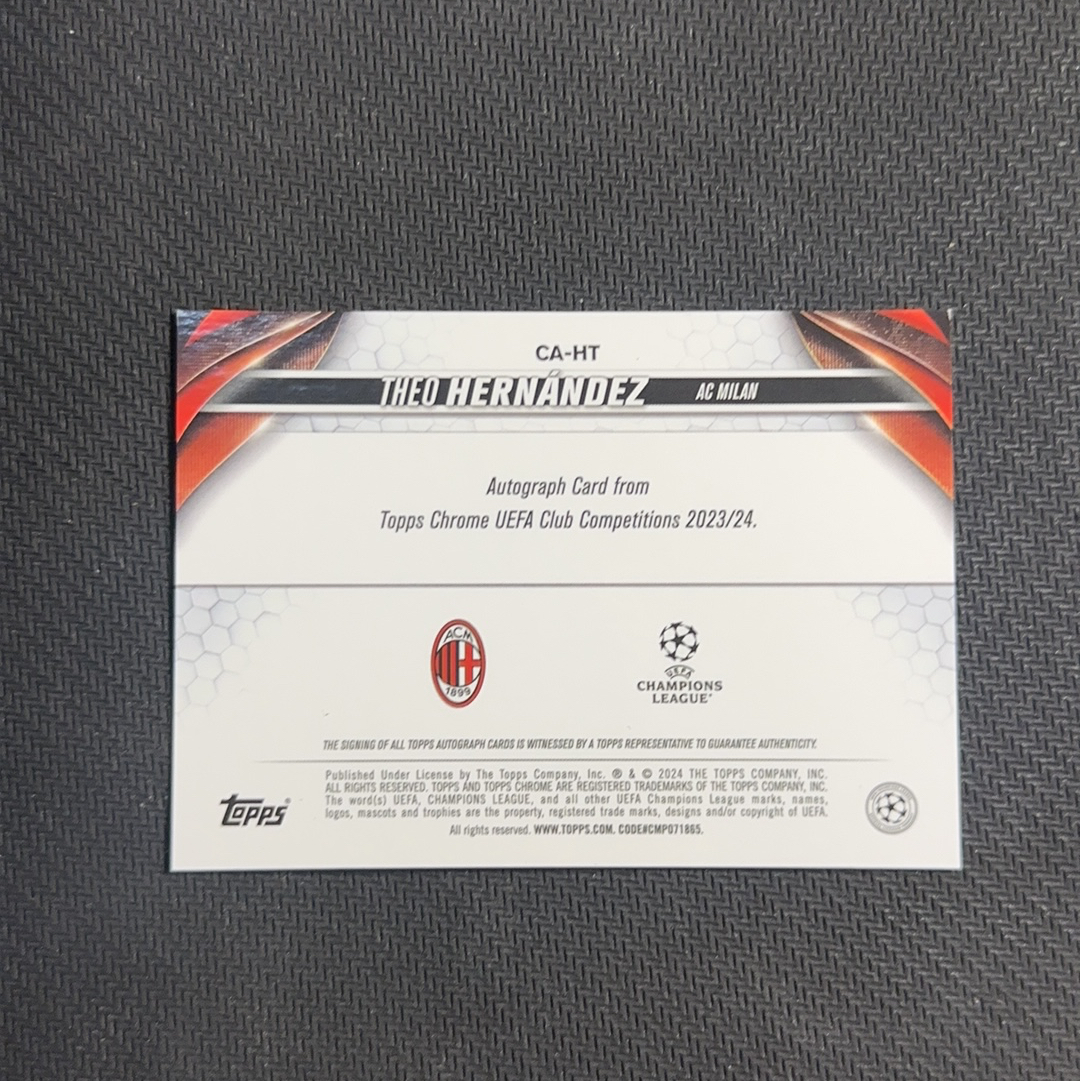 CA-HT
THEO HERNÁNDEZ AC MILAN
Autograph Card from
Topps Chrome UEFA Club Competitions 2023/24.
ACM
1899
UEFA
CHAMPIONS
LEAGUE
THE SIGNING OF ALL TOPPS AUTOGRAPH CARDS IS WITNESSED BY A TOPPS REPRESENTATIVE TO GUARANTEE AUTHENTICITY.
Published Under License by The Topps Company, Inc. ® & © 2024 THE TOPPS COMPANY, INC.
ALL RIGHTS RESERVED. TOPPS AND TOPPS CHROME ARE REGISTERED TRADEMARKS OF THE TOPPS COMPANY, INC.
The word(s) UEFA, CHAMPIONS LEAGUE, and all other UEFA Champions League marks, names,
logos, mascots and trophies are the property, registered trade marks, designs and/or copyright of UEFA.
All rights reserved. WWW.TOPPS.COM. CODE#CMP071865.
Topps®